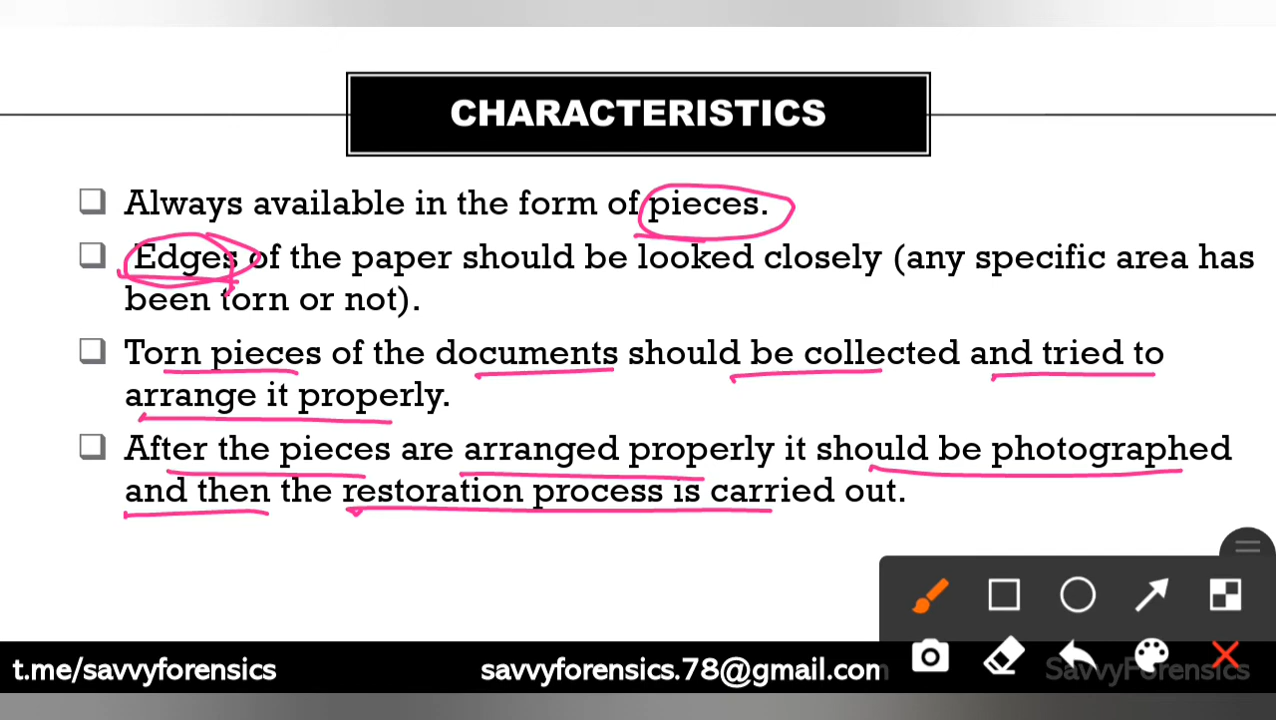 CHARACTERISTICS
Always available in the form of pieces.
Edges of the paper should be looked closely (any specific area has
been torn or not).
Torn pieces of the documents should be collected and tried to
arrange it properly.
After the pieces are arranged properly it should be photographed
and then the restoration process is carried out.
t.me/savvyforensics
savvyforensics.78@gmail.com
SavvyForensics